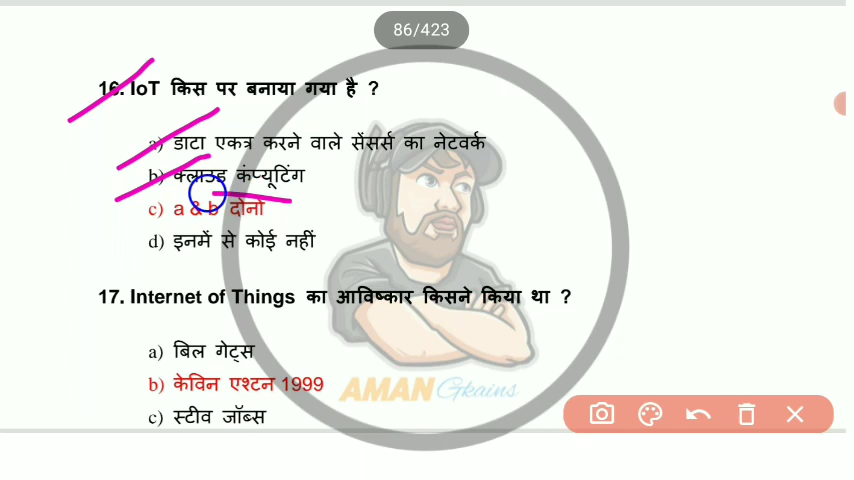 86/423
16. IoT किस पर बनाया गया है ?
a) डाटा एकत्र करने वाले सेंसर्स का नेटवर्क
b) क्लाउड कंप्यूटिंग
c) a & b दोनो
d) इनमें से कोई नहीं
17. Internet of Things का आविष्कार किसने किया था ?
a) बिल गेट्स
b) केविन एश्टन 1999
c) स्टीव जॉब्स
AMAN Gkains